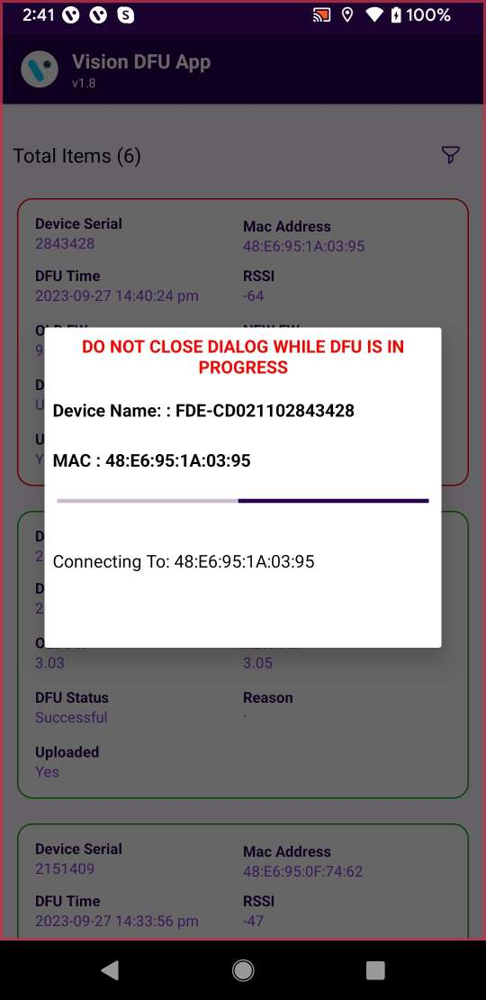 2:41
100%
Vision DFU App
v1.8
Total Items (6)
Device Serial
Mac Address
2843428
48:E6:95:1A:03:95
DFU Time
RSSI
2023-09-27 14:40:24 pm
-64
DO NOT CLOSE DIALOG WHILE DFU IS IN
PROGRESS
Device Name: : FDE-CD021102843428
MAC : 48:E6:95:1A:03:95
Connecting To: 48:E6:95:1A:03:95
3.03
3.05
DFU Status
Reason
Successful
-
Uploaded
Yes
Device Serial
Mac Address
2151409
48:E6:95:0F:74:62
DFU Time
RSSI
2023-09-27 14:33:56 pm
-47